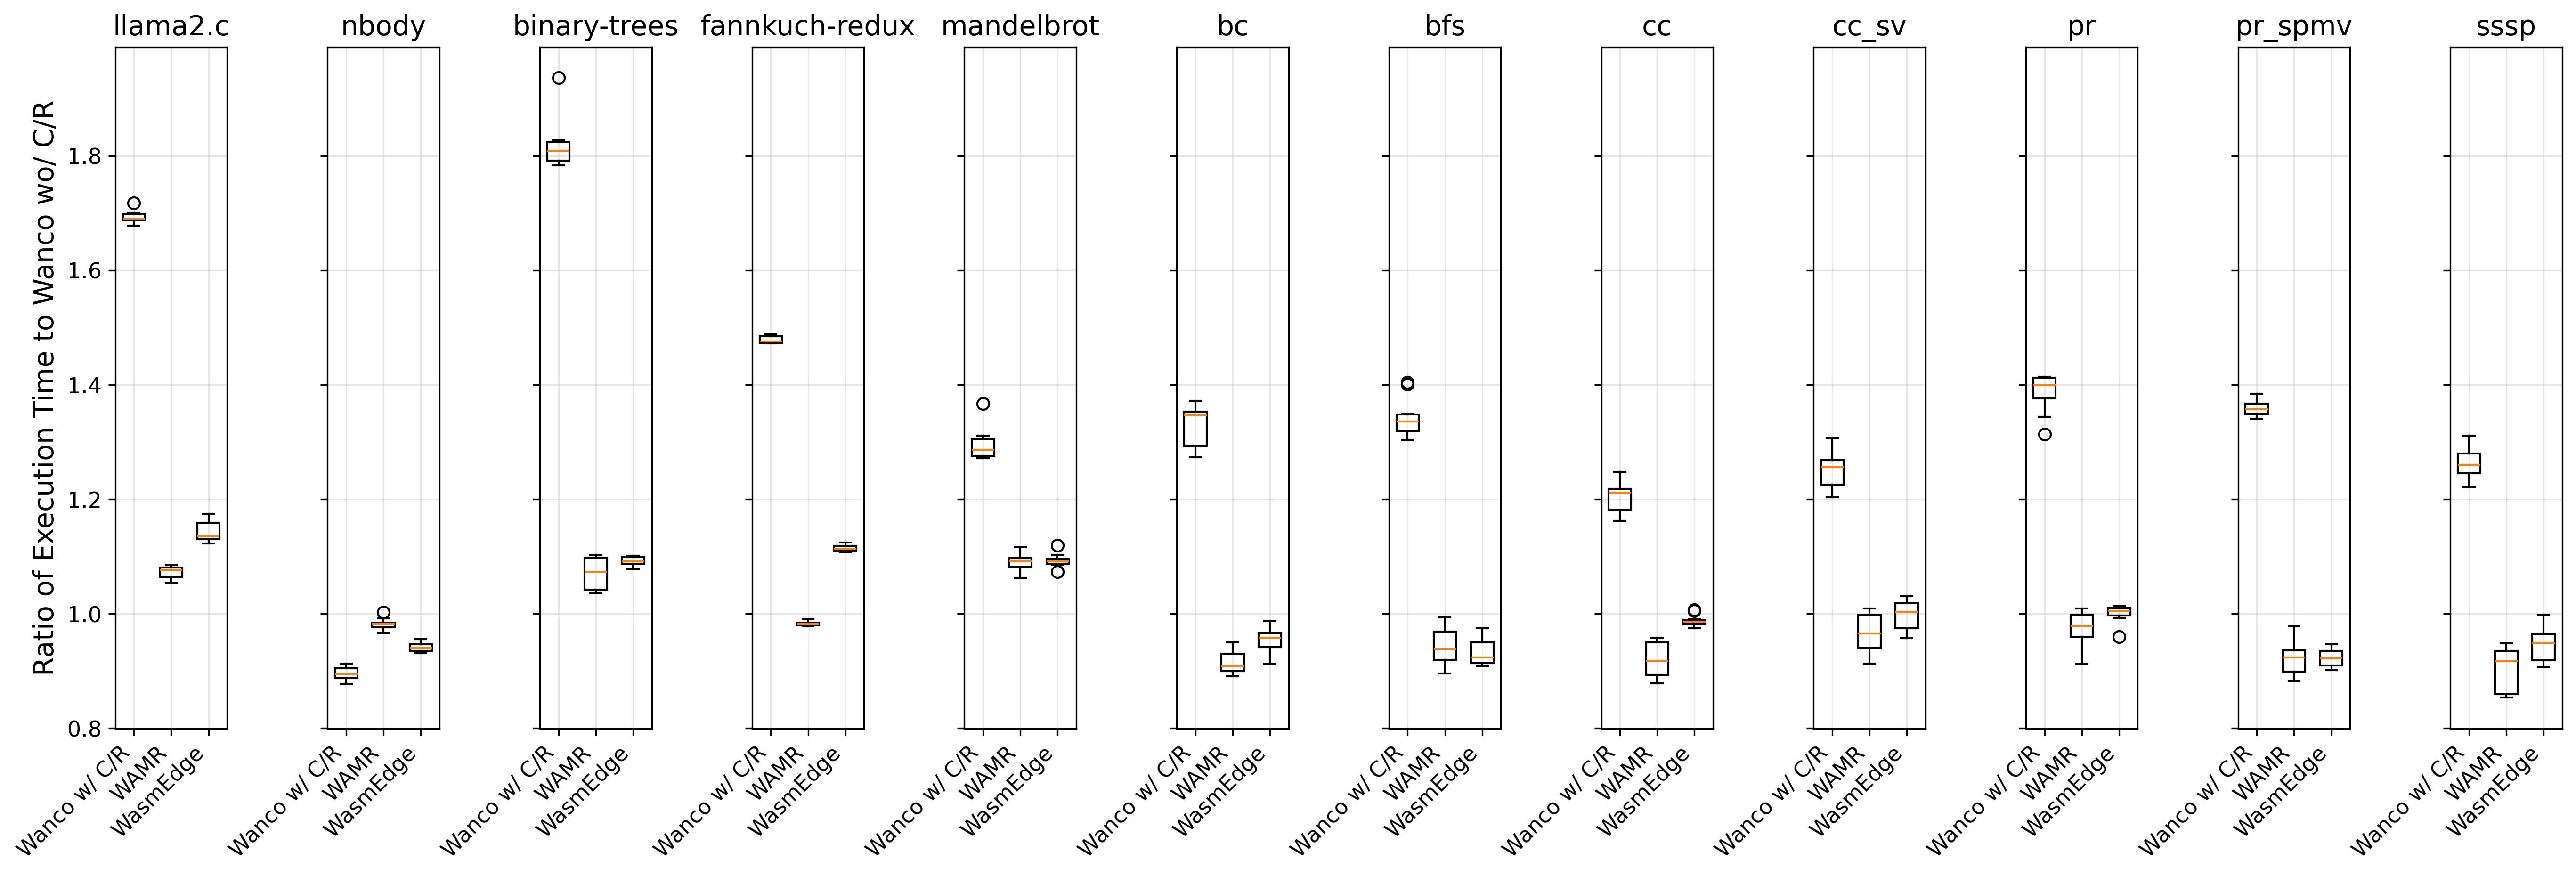 llama2.c nbody binary-trees fannkuch-redux mandelbrot bc bfs cc cc_sv pr pr_spmv sssp
Ratio of Execution Time to Wanco wo/ C/R
1.8
1.6
1.4
1.2
1.0
0.8
Wanco w/ C/R
WAMR
WasmEdge
Wanco w/ C/R
WAMR
WasmEdge
Wanco w/ C/R
WAMR
WasmEdge
Wanco w/ C/R
WAMR
WasmEdge
Wanco w/ C/R
WAMR
WasmEdge
Wanco w/ C/R
WAMR
WasmEdge
Wanco w/ C/R
WAMR
WasmEdge
Wanco w/ C/R
WAMR
WasmEdge
Wanco w/ C/R
WAMR
WasmEdge
Wanco w/ C/R
WAMR
WasmEdge
Wanco w/ C/R
WAMR
WasmEdge
Wanco w/ C/R
WAMR
WasmEdge